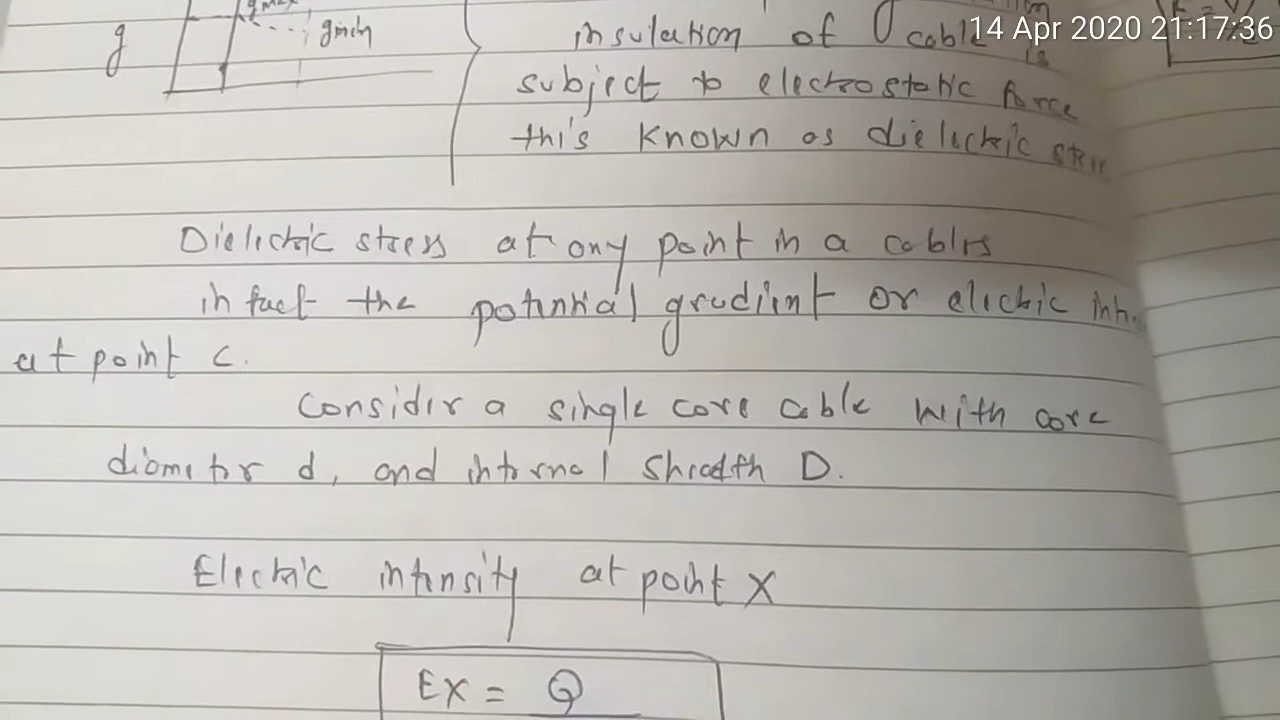 14 Apr 2020 21:17:36
g gmax
gmin
insulation of cable is
subject to electrostatic force
this known as dielectric stress
Dielectric stress at any point in a cables
in fact the potential gradient or electric
at point c.
Consider a single core cable with core
diameter d, and internal D.
Electric intensity at point X
EX = Q